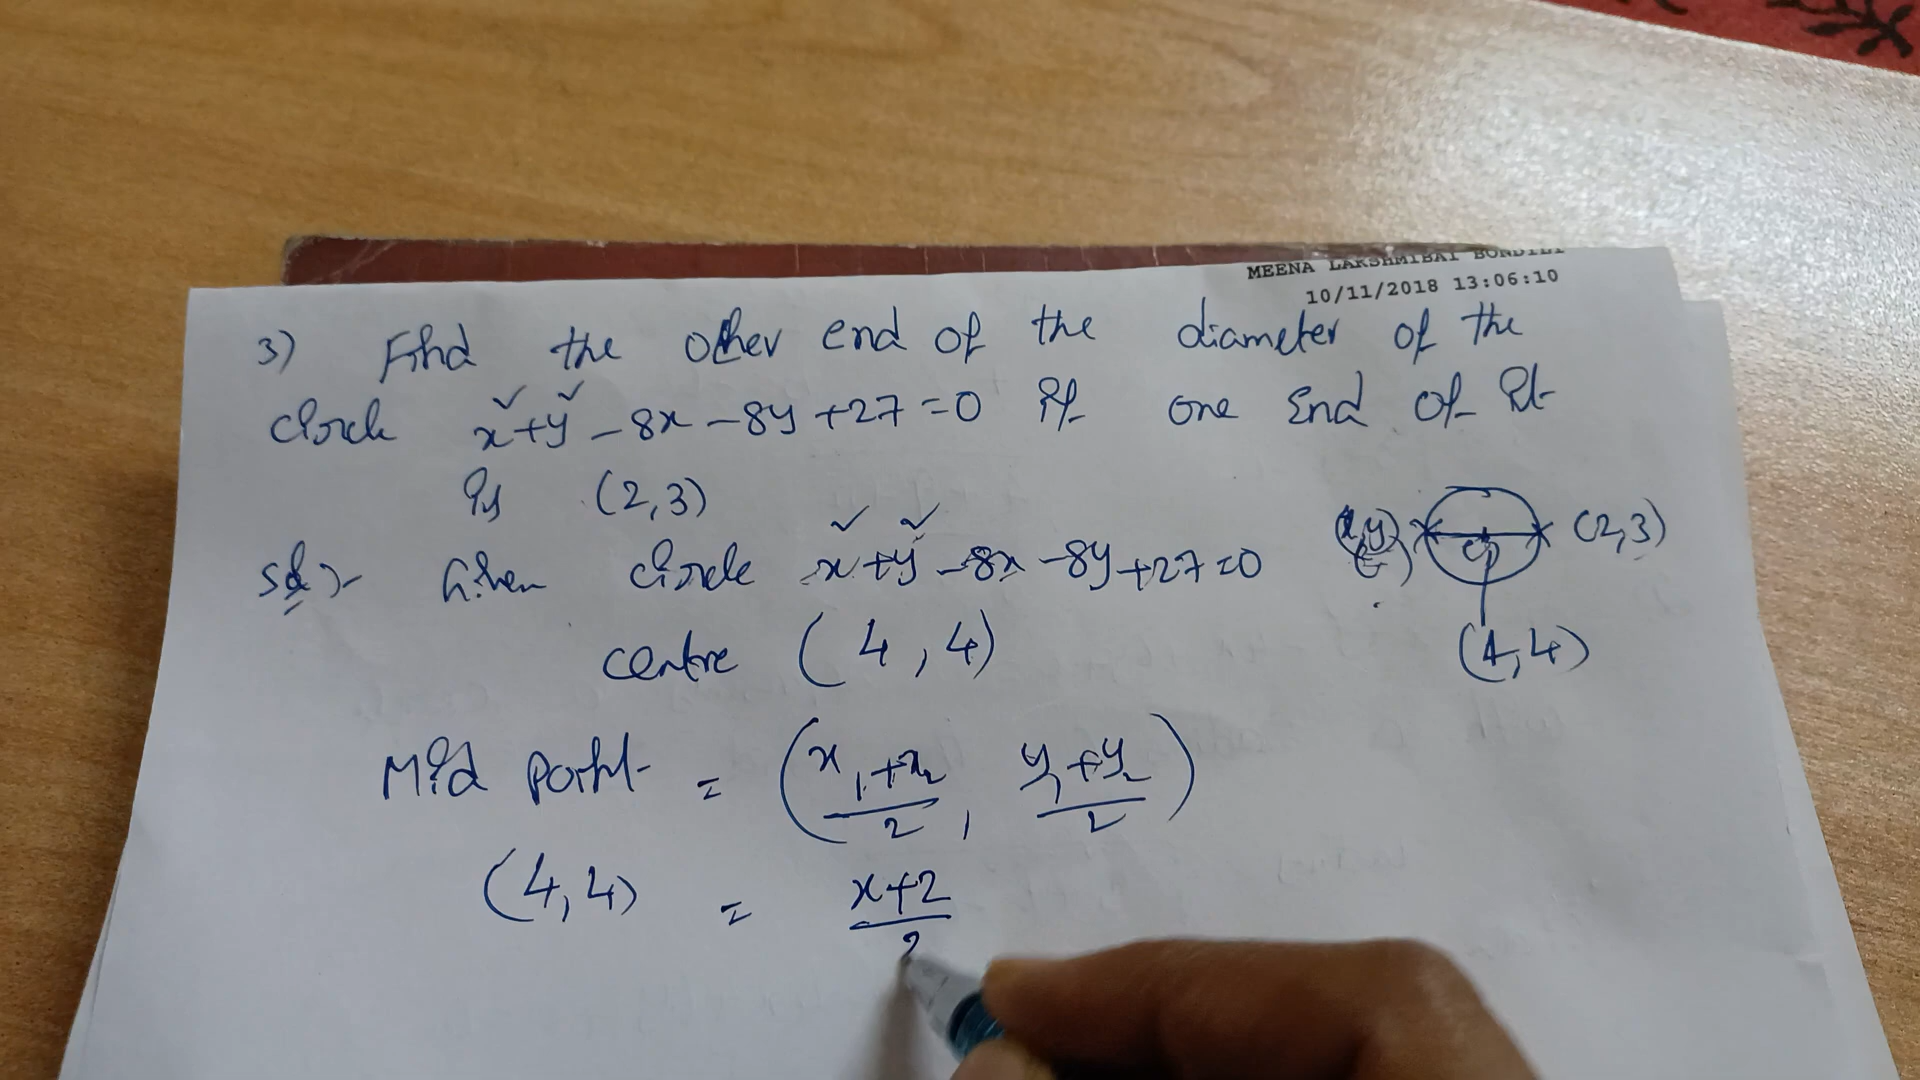 MEENA LAKSHMIBAI BONDILI
10/11/2018 13:06:10
3) Find the other end of the diameter of the
circle x²+y²-8x-8y+27=0 if one end of it
is (2,3)
Sol:- Given circle x²+y²-8x-8y+27=0
(x,y) (2,3)
centre (4,4)
(4,4)
Mid point = (x₁+x₂/2, y₁+y₂/2)
(4,4) = x+2/2